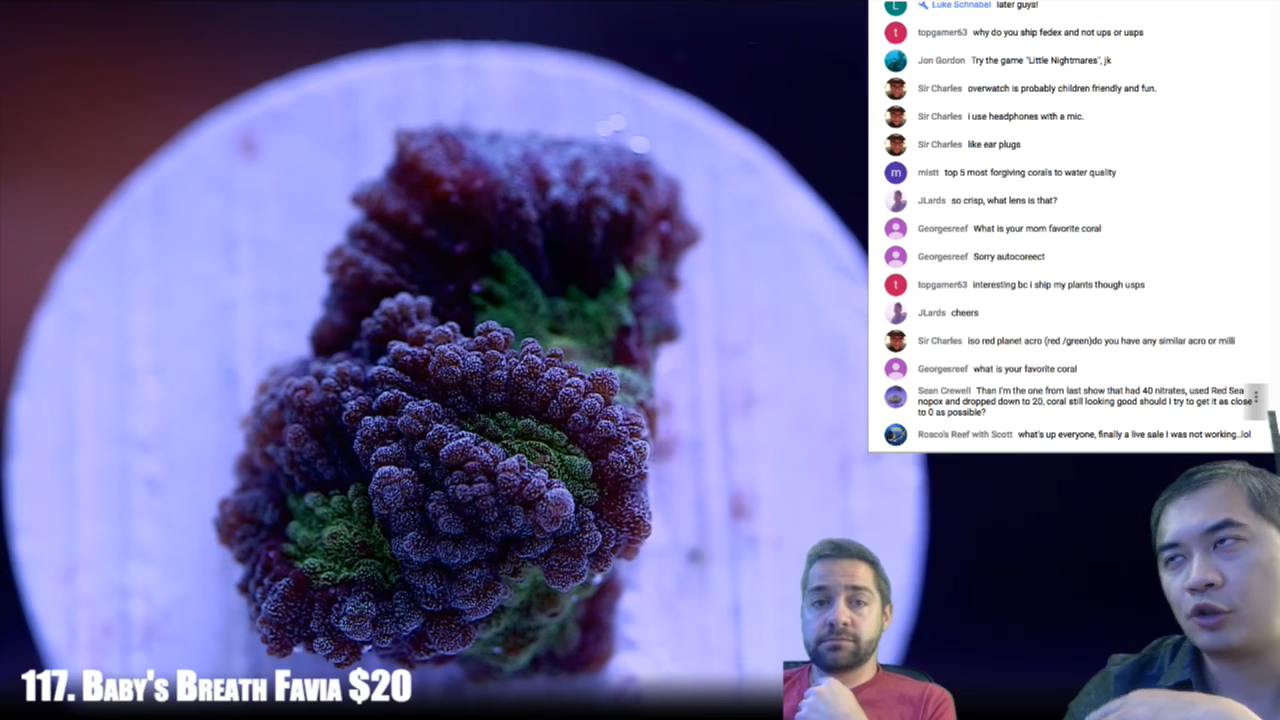 L Luke Schnabel later guys!
t topgamer63 why do you ship fedex and not ups or usps
Jon Gordon Try the game "Little Nightmares", jk
Sir Charles overwatch is probably children friendly and fun.
Sir Charles i use headphones with a mic.
Sir Charles like ear plugs
m mistt top 5 most forgiving corals to water quality
JLards so crisp, what lens is that?
Georgesreef What is your mom favorite coral
Georgesreef Sorry autocoreect
t topgamer63 interesting bc i ship my plants though usps
JLards cheers
Sir Charles iso red planet acro (red /green)do you have any similar acro or milli
Georgesreef what is your favorite coral
Sean Crewell Than I'm the one from last show that had 40 nitrates, used Red Sea
nopox and dropped down to 20, coral still looking good should I try to get it as close
to 0 as possible?
Rosco's Reef with Scott what's up everyone, finally a live sale I was not working..lol
117. Baby's Breath Favia $20